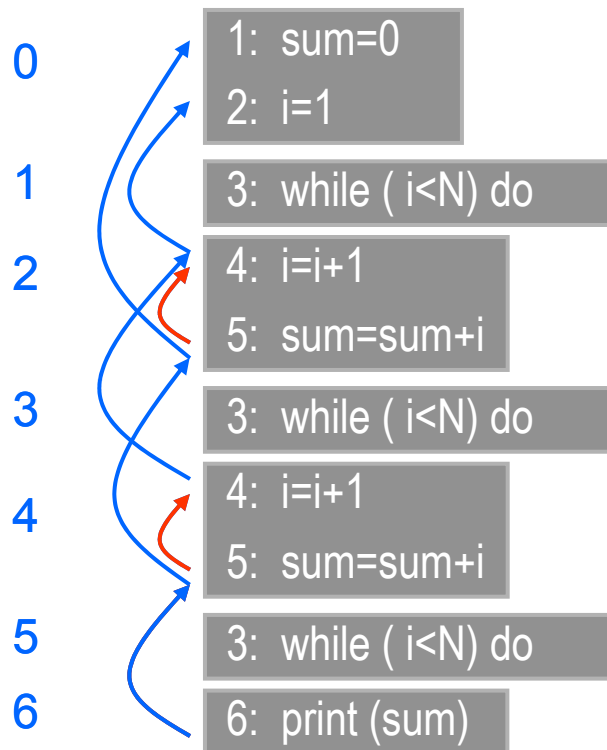 0
1: sum=0
2: i=1
1
3: while ( i<N) do
2
4: i=i+1
5: sum=sum+i
3
3: while ( i<N) do
4
4: i=i+1
5: sum=sum+i
5
3: while ( i<N) do
6
6: print (sum)